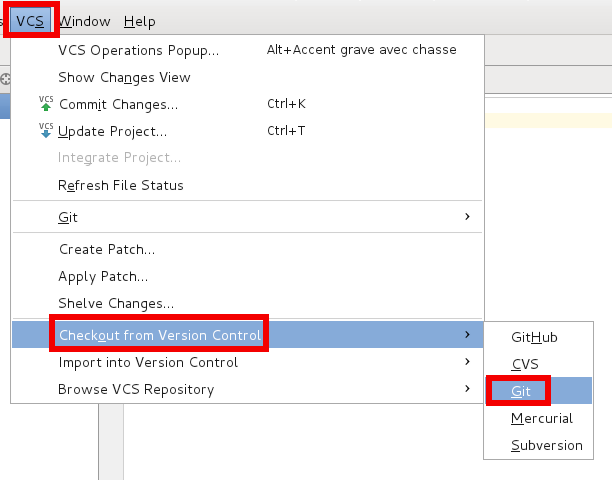 VCS Window Help
VCS Operations Popup... Alt+Accent grave avec chasse
Show Changes View
VCS Commit Changes... Ctrl+K
VCS Update Project... Ctrl+T
Integrate Project...
Refresh File Status
Git
Create Patch...
Apply Patch...
Shelve Changes...
Checkout from Version Control
Import into Version Control
Browse VCS Repository
GitHub
CVS
Git
Mercurial
Subversion